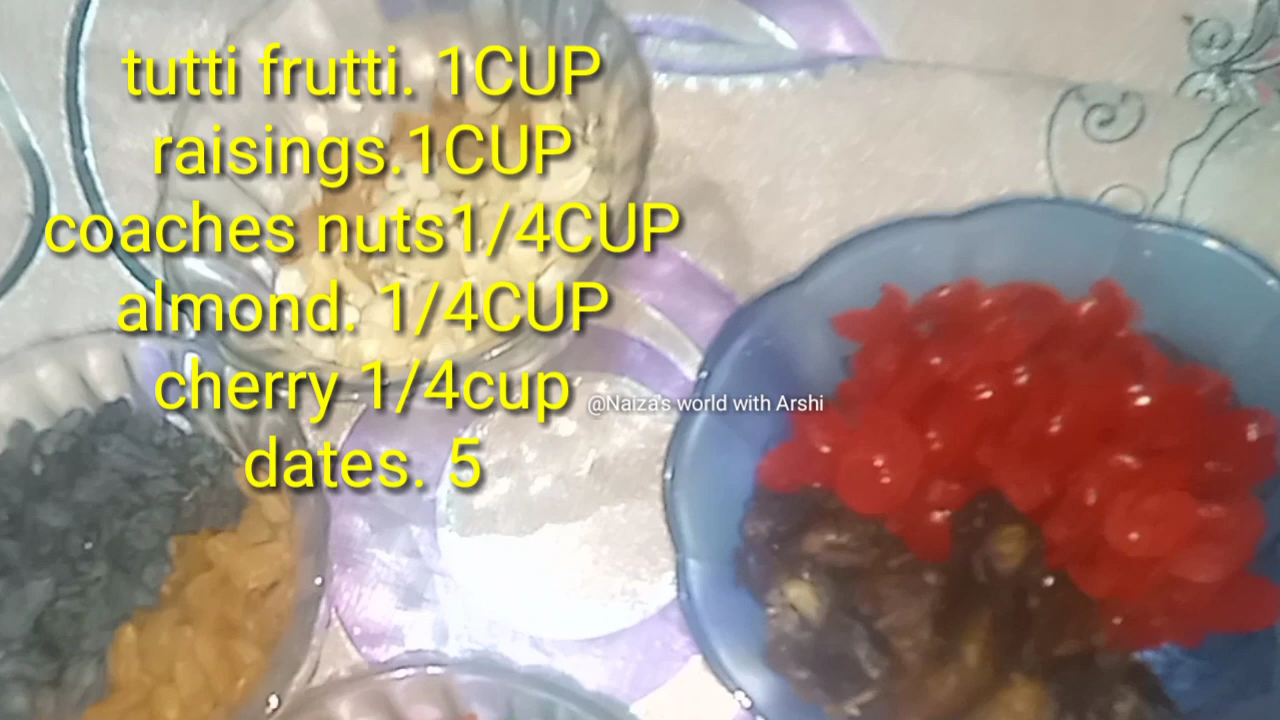 tutti frutti. 1CUP
raisings.1CUP
coaches nuts1/4CUP
almond. 1/4CUP
cherry 1/4cup
dates. 5
@Naiza's world with Arshi